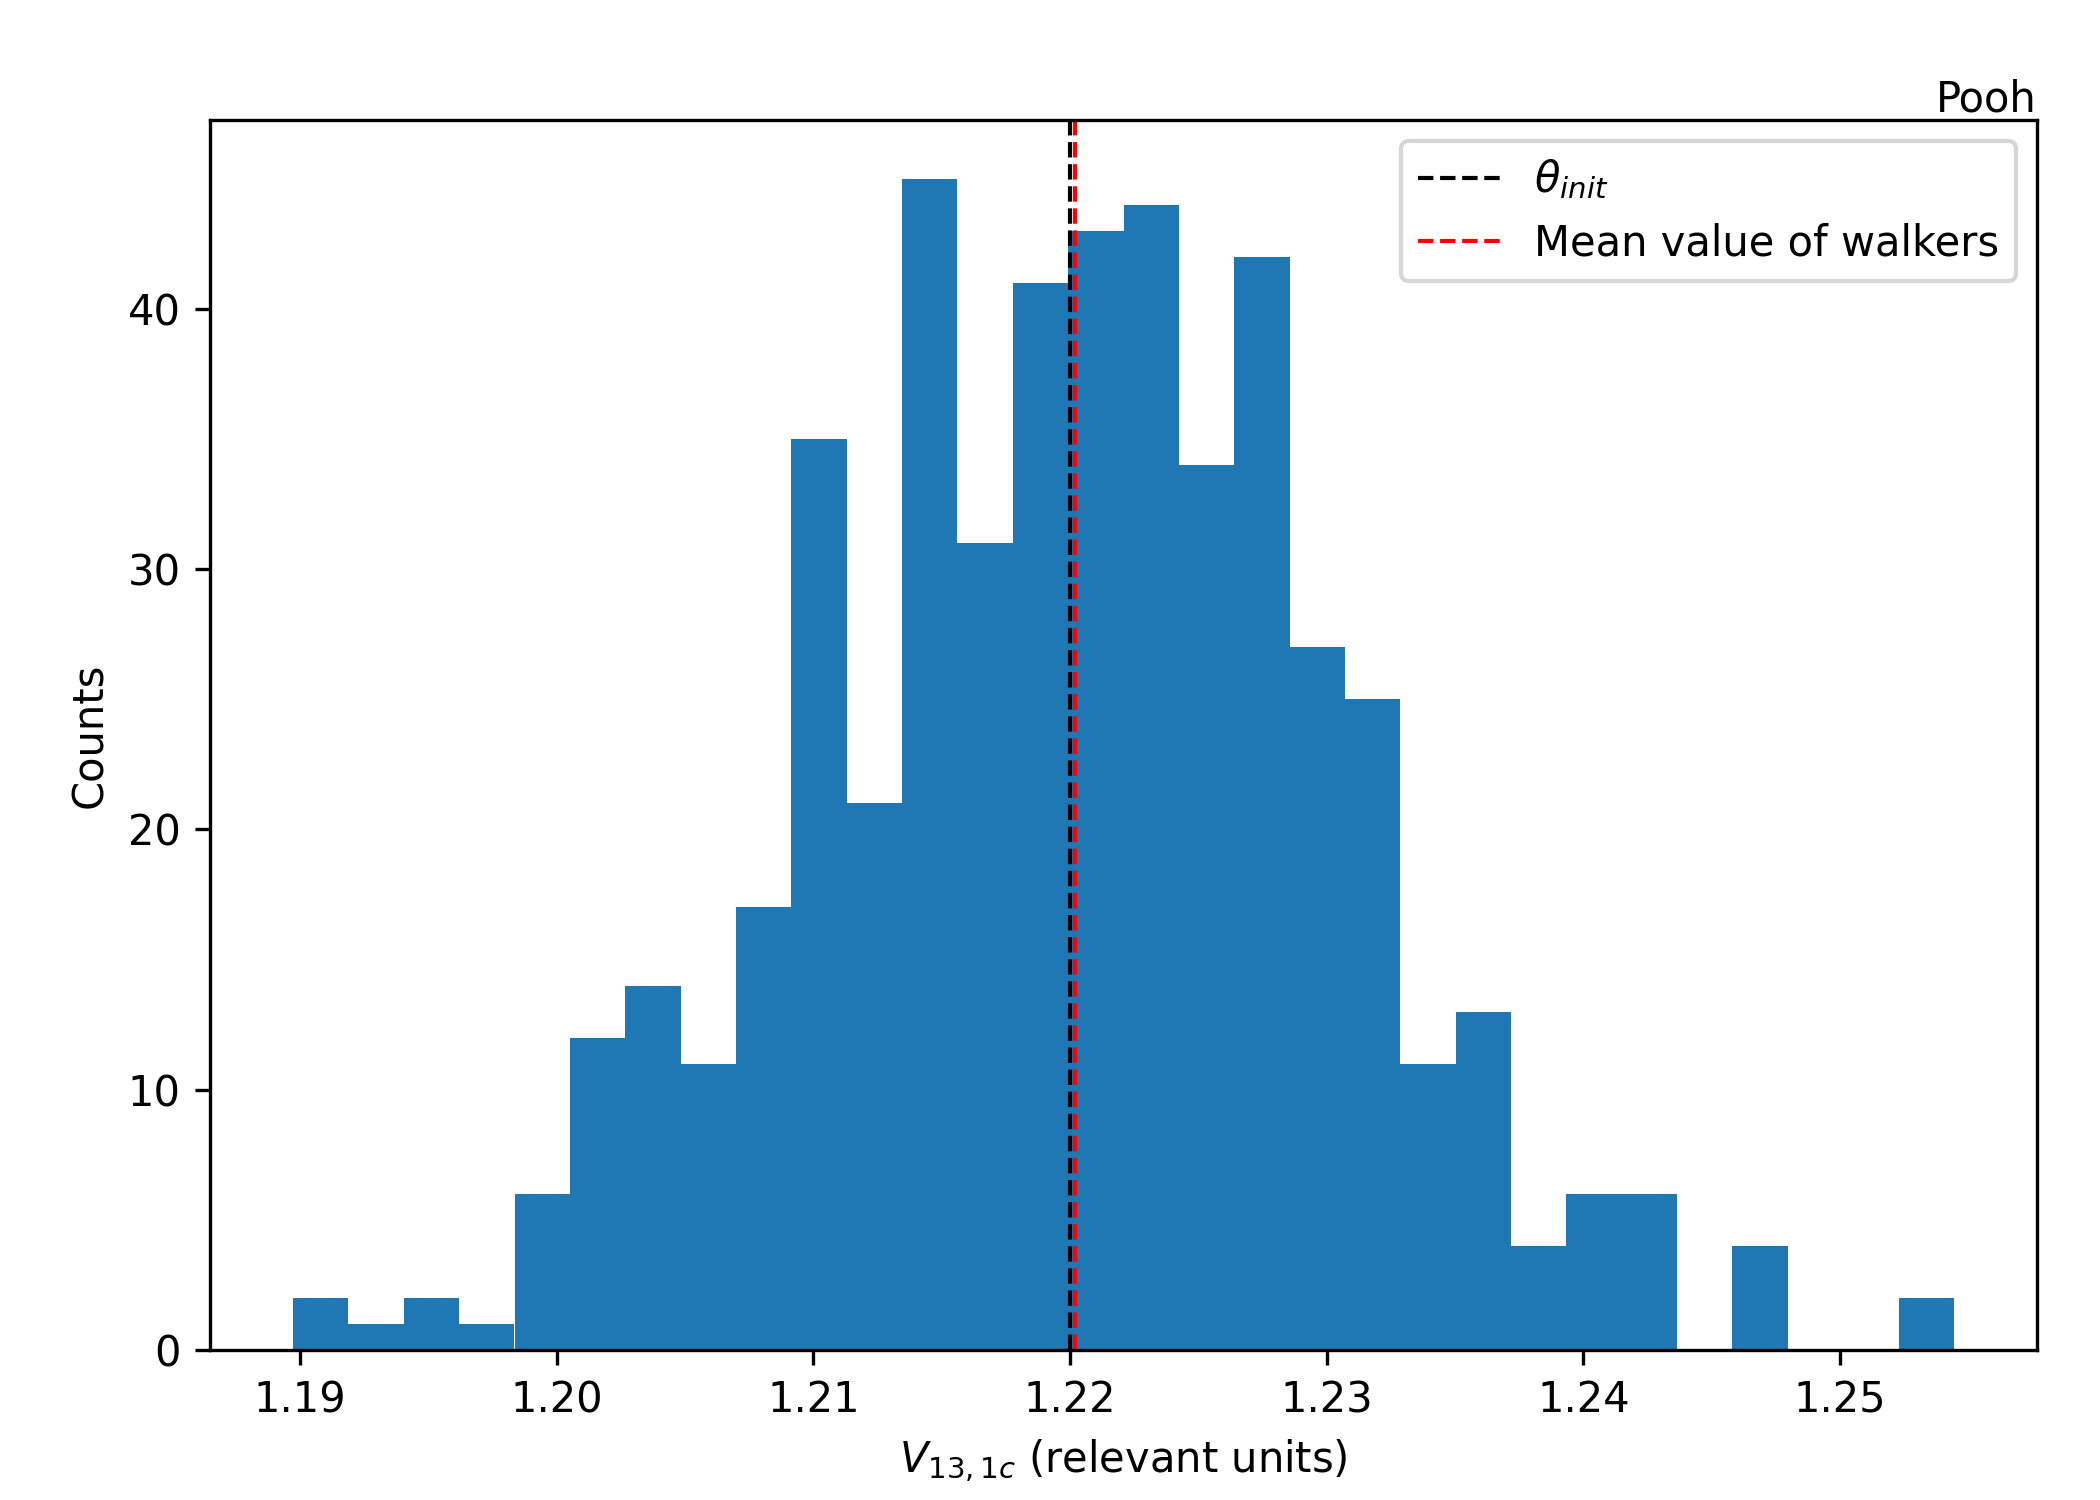 Pooh
θinit
Mean value of walkers
Counts
40
30
20
10
0
1.19 1.20 1.21 1.22 1.23 1.24 1.25
V13,1c (relevant units)